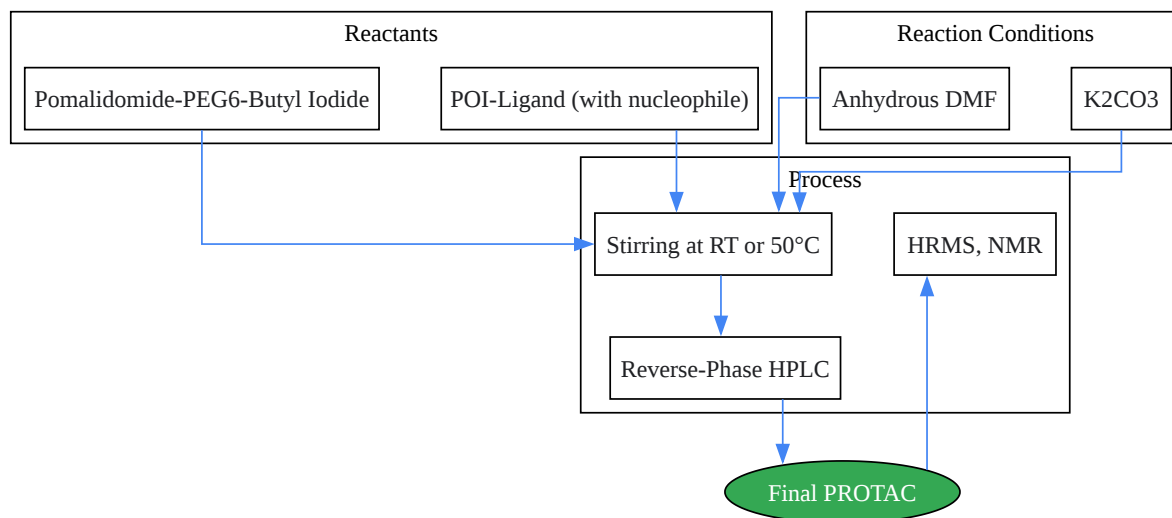 Reactants
Reaction Conditions
Pomalidomide-PEG6-Butyl Iodide
POI-Ligand (with nucleophile)
Anhydrous DMF
K2CO3
Process
Stirring at RT or 50°C
HRMS, NMR
Reverse-Phase HPLC
Final PROTAC